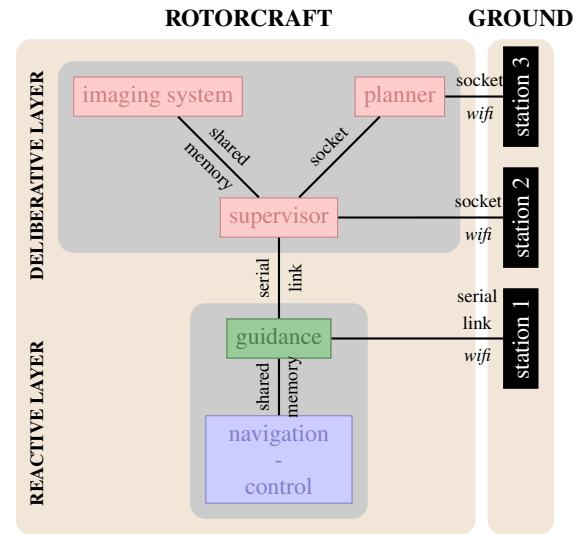 ROTORCRAFT
GROUND
DELIBERATIVE LAYER
imaging system
planner
socket
wifi
station 3
shared
memory
socket
supervisor
socket
wifi
station 2
serial
link
REACTIVE LAYER
guidance
serial
link
wifi
station 1
shared
memory
navigation
-
control